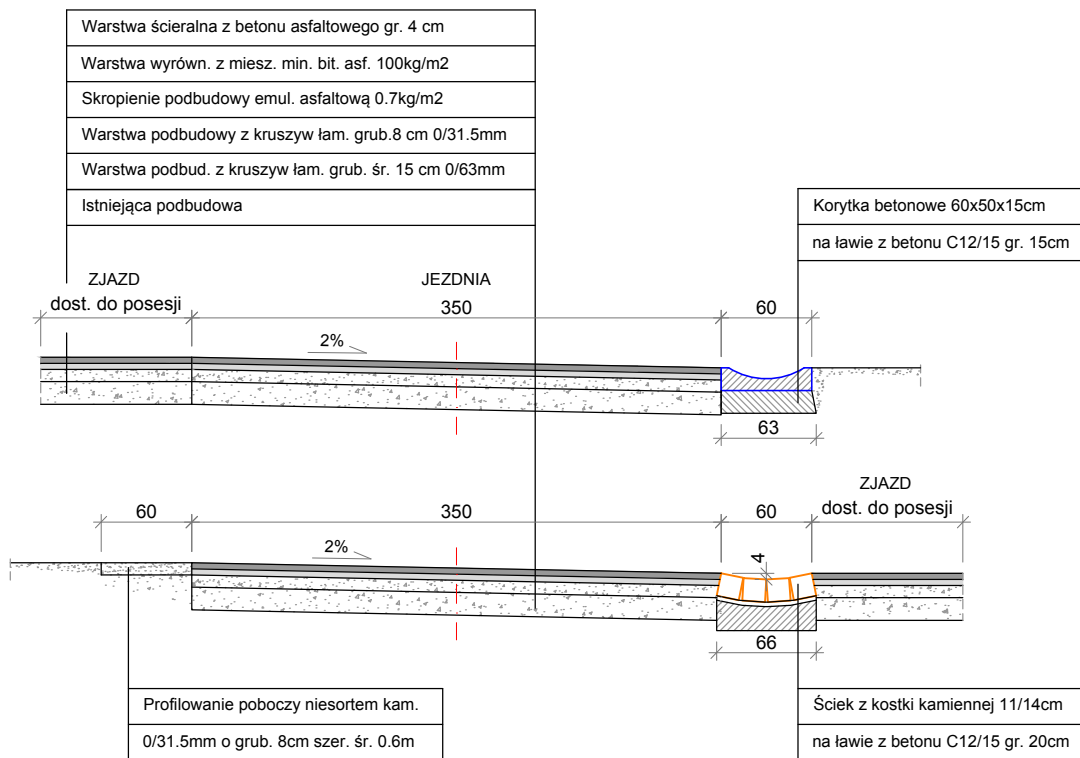 Warstwa ścieralna z betonu asfaltowego gr. 4 cm
Warstwa wyrówn. z miesz. min. bit. asf. 100kg/m2
Skropienie podbudowy emul. asfaltową 0.7kg/m2
Warstwa podbudowy z kruszyw łam. grub.8 cm 0/31.5mm
Warstwa podbud. z kruszyw łam. grub. śr. 15 cm 0/63mm
Istniejąca podbudowa
Korytka betonowe 60x50x15cm
na ławie z betonu C12/15 gr. 15cm
ZJAZD
dost. do posesji
JEZDNIA
350
60
2%
63
ZJAZD
dost. do posesji
60
350
60
2%
4
66
Profilowanie poboczy niesortem kam.
0/31.5mm o grub. 8cm szer. śr. 0.6m
Ściek z kostki kamiennej 11/14cm
na ławie z betonu C12/15 gr. 20cm